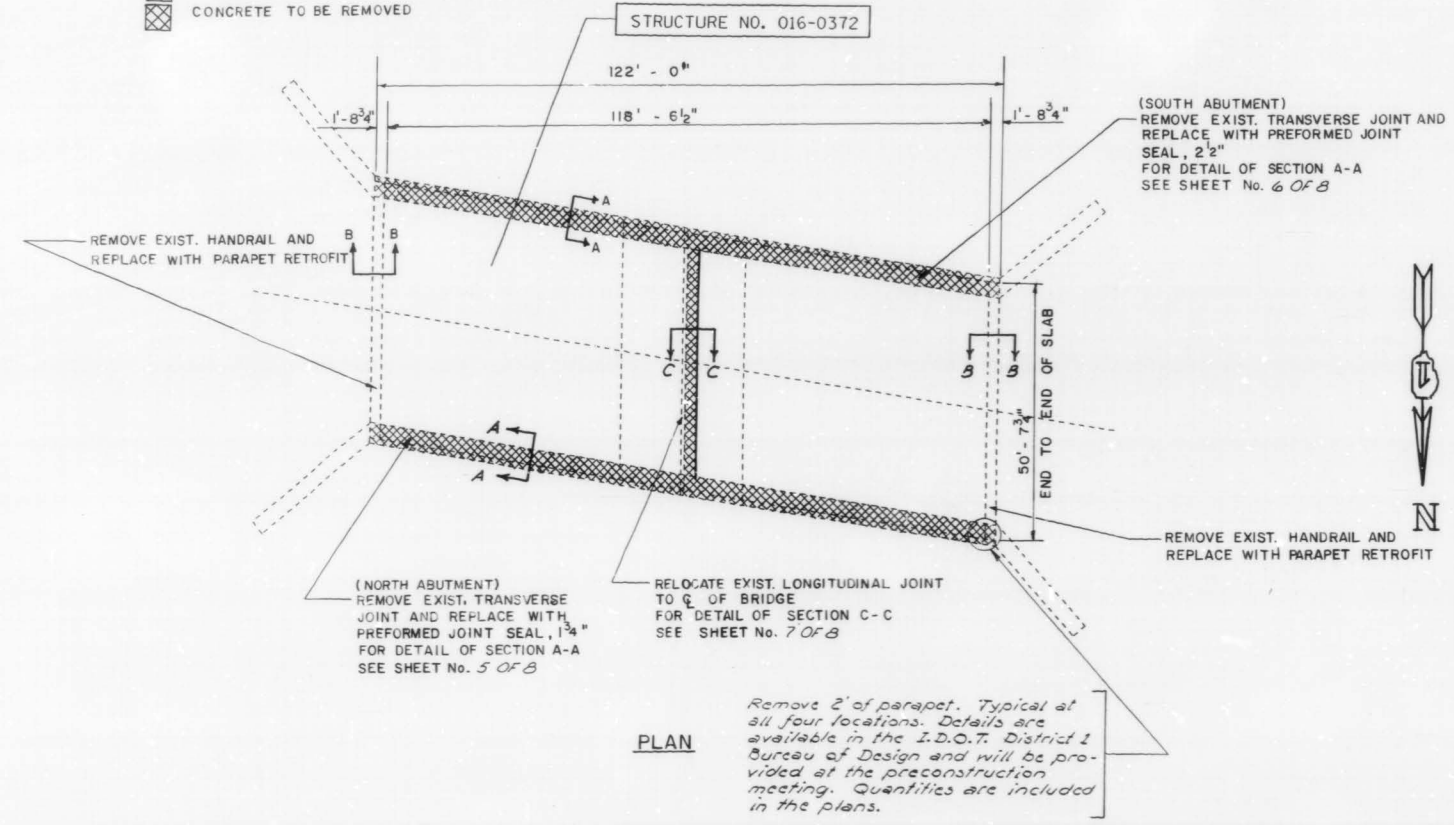 CONCRETE TO BE REMOVED
STRUCTURE NO. 016-0372
122' - 0"
1'-8¾"
118' - 6½"
1'-8¾"
(SOUTH ABUTMENT)
REMOVE EXIST. TRANSVERSE JOINT AND
REPLACE WITH PREFORMED JOINT
SEAL, 2½"
FOR DETAIL OF SECTION A-A
SEE SHEET No. 6 OF 8
A
A
REMOVE EXIST. HANDRAIL AND
REPLACE WITH PARAPET RETROFIT
B B
C C
B B
50' - 7¾"
END TO END OF SLAB
A
A
N
REMOVE EXIST. HANDRAIL AND
REPLACE WITH PARAPET RETROFIT
(NORTH ABUTMENT)
REMOVE EXIST. TRANSVERSE
JOINT AND REPLACE WITH
PREFORMED JOINT SEAL, 1¾"
FOR DETAIL OF SECTION A-A
SEE SHEET No. 5 OF 8
RELOCATE EXIST. LONGITUDINAL JOINT
TO ℄ OF BRIDGE
FOR DETAIL OF SECTION C-C
SEE SHEET No. 7 OF 8
PLAN
Remove 2' of parapet. Typical at
all four locations. Details are
available in the I.D.O.T. District 1
Bureau of Design and will be pro-
vided at the preconstruction
meeting. Quantities are included
in the plans.